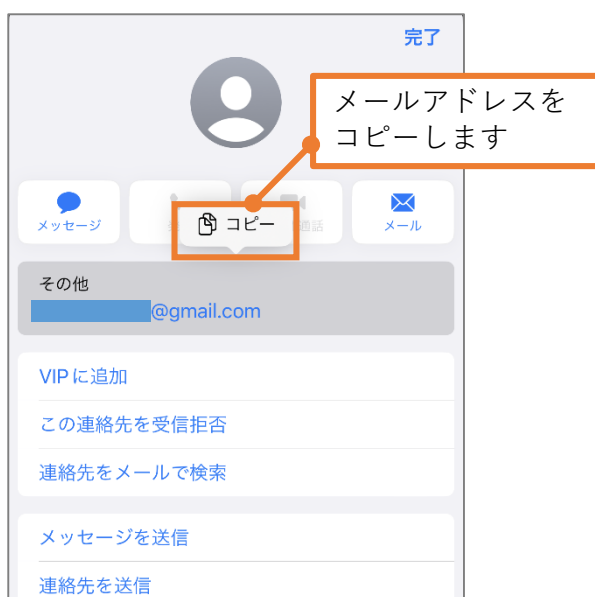 完了
メールアドレスを
コピーします
メッセージ
コピー
通話
メール
その他
@gmail.com
VIPに追加
この連絡先を受信拒否
連絡先をメールで検索
メッセージを送信
連絡先を送信